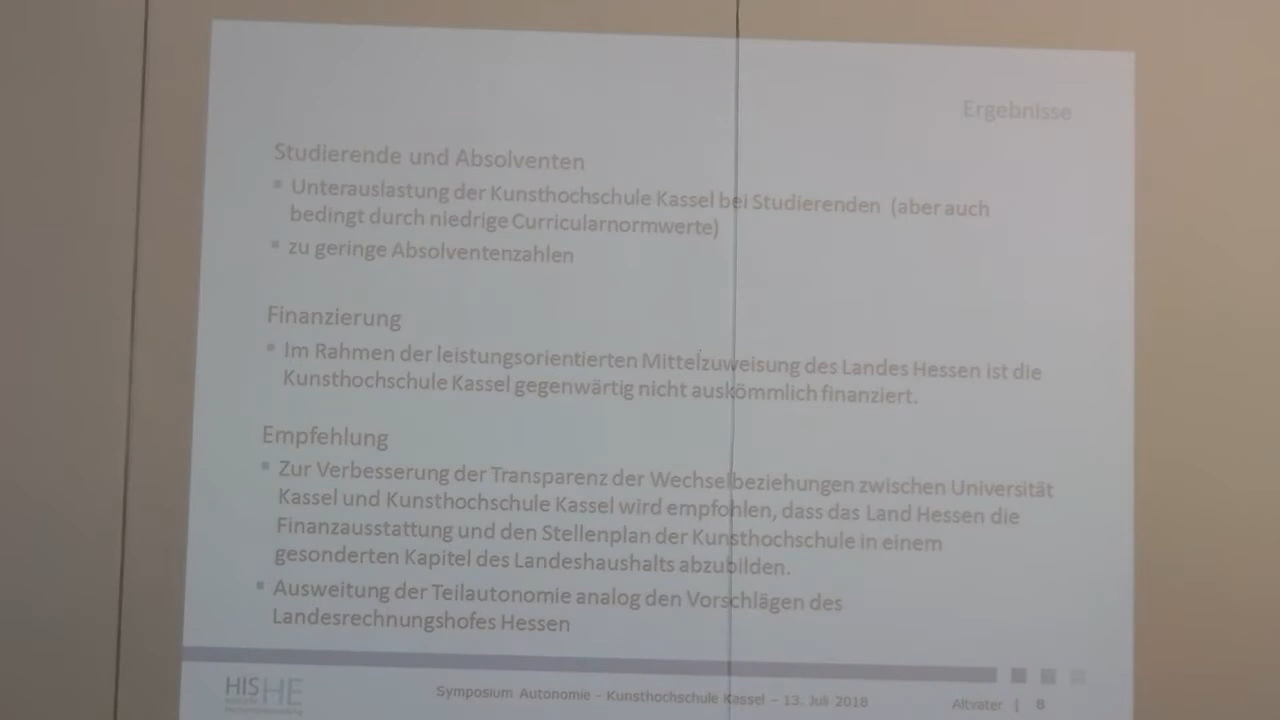 Ergebnisse
Studierende und Absolventen
Unterauslastung der Kunsthochschule Kassel bei Studierenden (aber auch
bedingt durch niedrige Curricularnormwerte)
zu geringe Absolventenzahlen
Finanzierung
Im Rahmen der leistungsorientierten Mittelzuweisung des Landes Hessen ist die
Kunsthochschule Kassel gegenwärtig nicht auskömmlich finanziert.
Empfehlung
Zur Verbesserung der Transparenz der Wechselbeziehungen zwischen Universität
Kassel und Kunsthochschule Kassel wird empfohlen, dass das Land Hessen die
Finanzausstattung und den Stellenplan der Kunsthochschule in einem
gesonderten Kapitel des Landeshaushalts abzubilden.
Ausweitung der Teilautonomie analog den Vorschlägen des
Landesrechnungshofes Hessen
HIS HE
Symposium Autonomie - Kunsthochschule Kassel – 13. Juli 2018
Altvater | 8